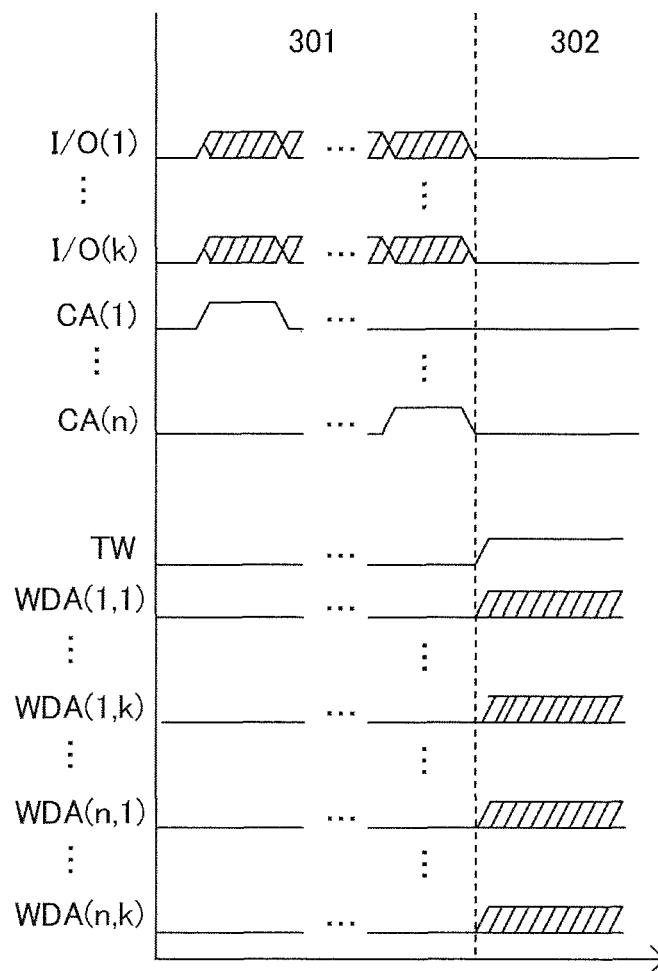 301 302
I/O(1)
⋮ ... ⋮
I/O(k)
...
CA(1)
...
⋮ ⋮
CA(n)
...
TW
...
WDA(1,1)
...
⋮ ⋮
WDA(1,k)
...
⋮ ⋮
WDA(n,1)
...
⋮ ⋮
WDA(n,k)
...